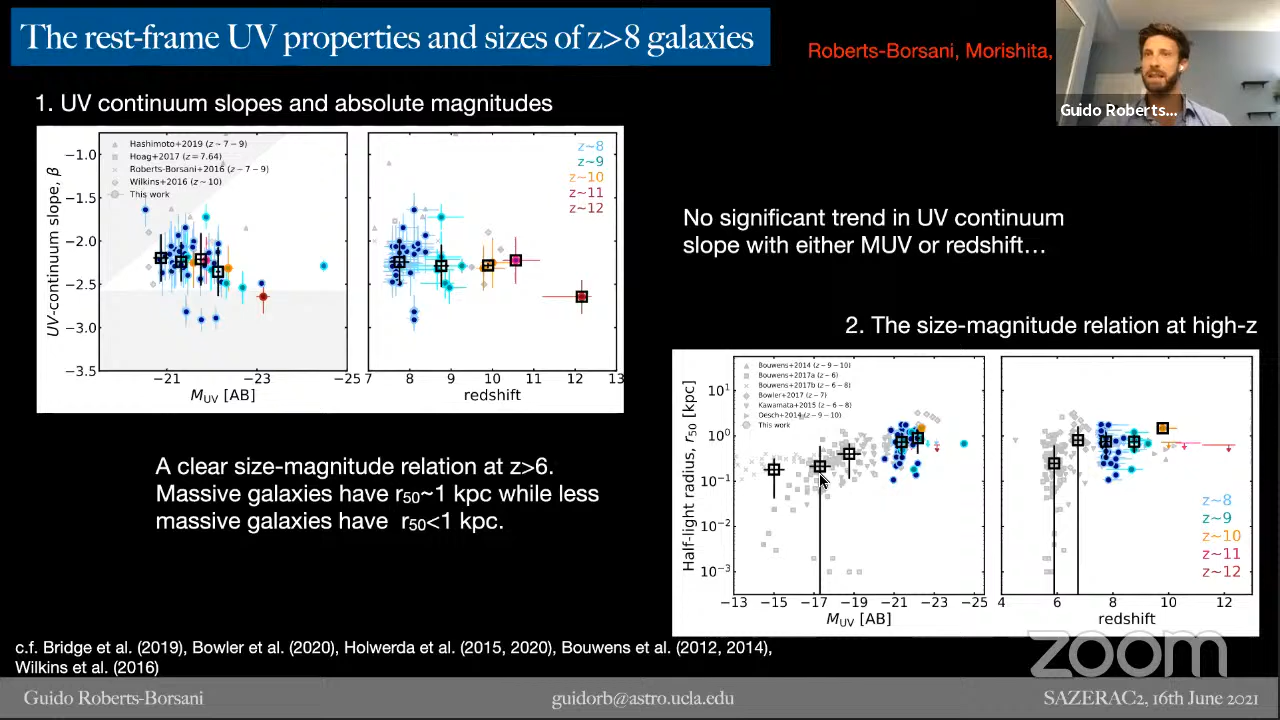 The rest-frame UV properties and sizes of z>8 galaxies
Roberts-Borsani, Morishita,
Guido Roberts...
1. UV continuum slopes and absolute magnitudes
Hashimoto+2019 (z~7-9)
Hoag+2017 (z=7.64)
Roberts-Borsani+2016 (z~7-9)
Wilkins+2016 (z~10)
This work
UV-continuum slope, β
−1.0
−1.5
−2.0
−2.5
−3.0
−3.5
−21 −23 −25
M_UV [AB]
z~8
z~9
z~10
z~11
z~12
7 8 9 10 11 12 13
redshift
No significant trend in UV continuum
slope with either MUV or redshift…
2. The size-magnitude relation at high-z
Bouwens+2014 (z~9-10)
Bouwens+2017a (z~6)
Bouwens+2017b (z~6-8)
Bowler+2017 (z~7)
Kawamata+2015 (z~6-8)
Oesch+2014 (z~9-10)
This work
Half-light radius, r₅₀ [kpc]
10¹
10⁰
10⁻¹
10⁻²
10⁻³
−13 −15 −17 −19 −21 −23 −25
M_UV [AB]
z~8
z~9
z~10
z~11
z~12
4 6 8 10 12
redshift
A clear size-magnitude relation at z>6.
Massive galaxies have r₅₀~1 kpc while less
massive galaxies have r₅₀<1 kpc.
c.f. Bridge et al. (2019), Bowler et al. (2020), Holwerda et al. (2015, 2020), Bouwens et al. (2012, 2014),
Wilkins et al. (2016)
zoom
Guido Roberts-Borsani
guidorb@astro.ucla.edu
SAZERAC2, 16th June 2021